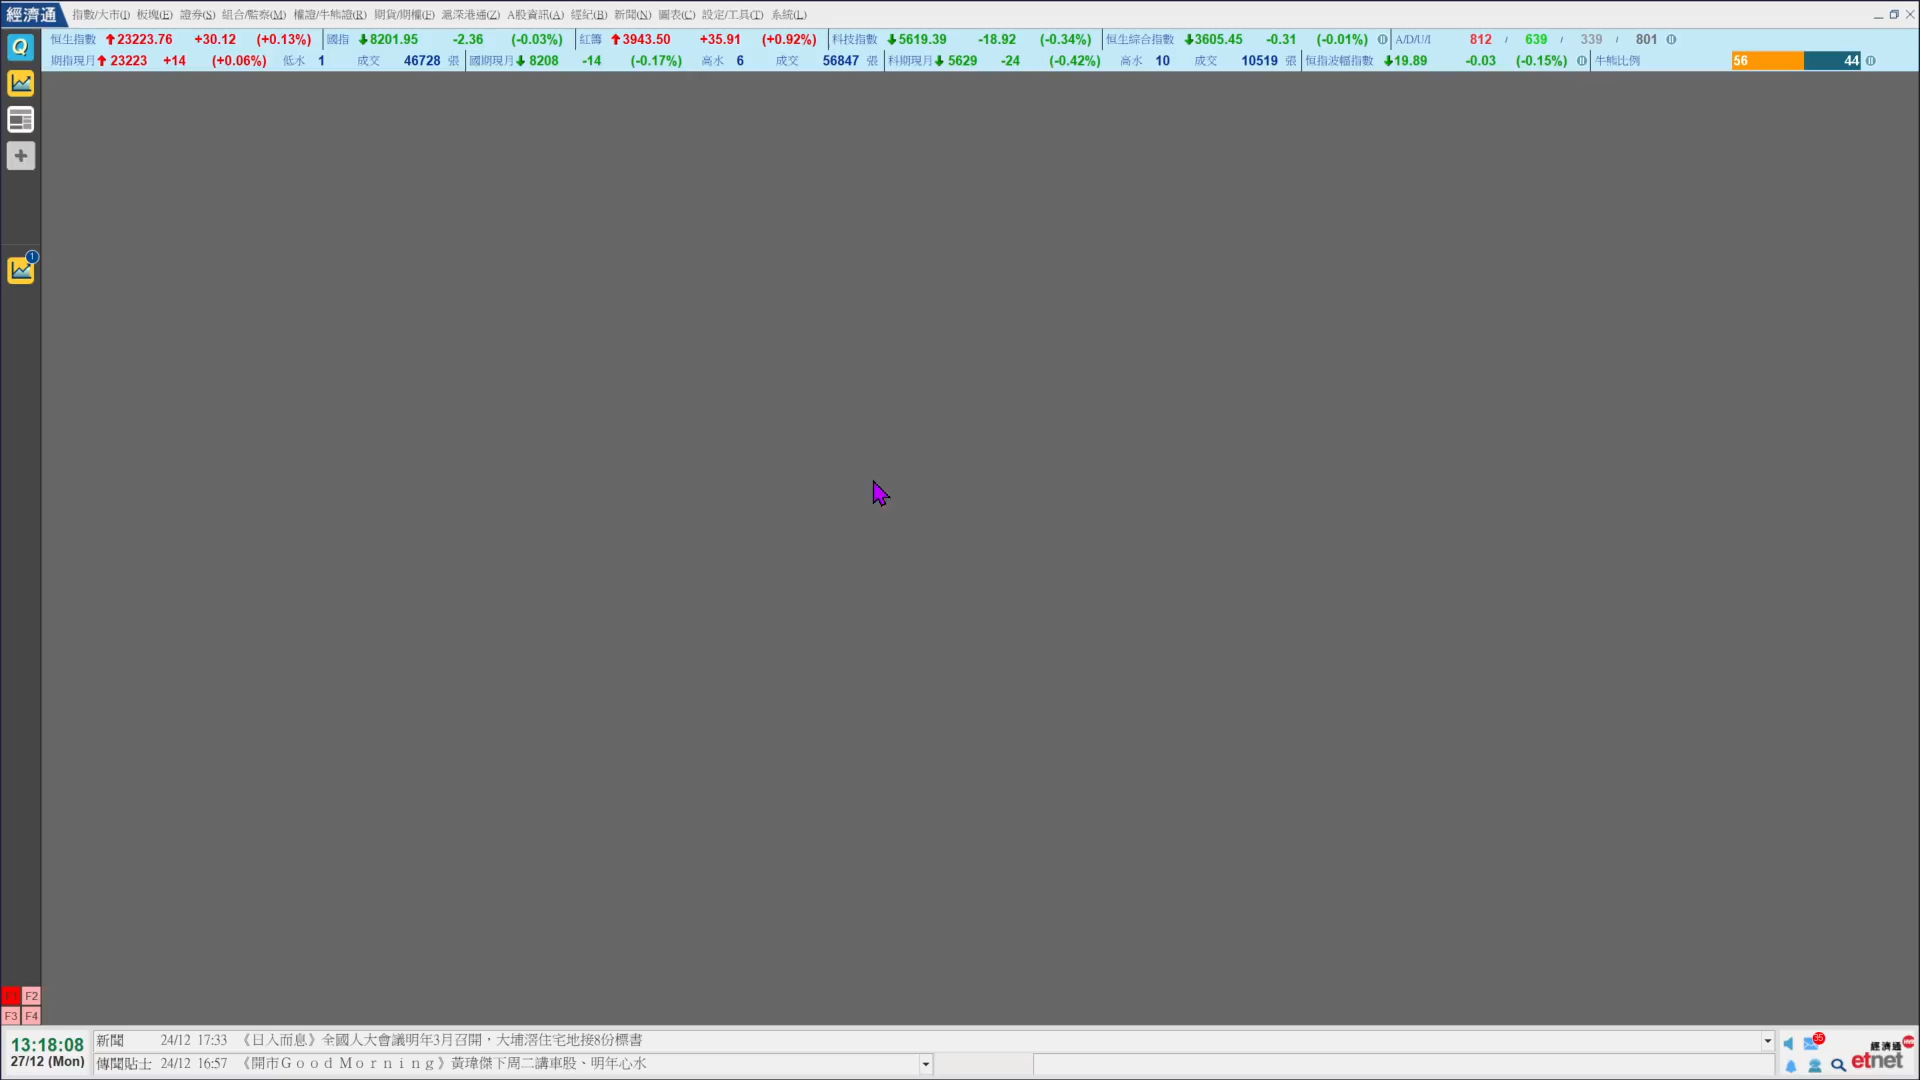 經濟通 指數/大市(I) 板塊(E) 證券(S) 組合/監察(M) 權證/牛熊證(R) 期貨/期權(F) 滬深港通(Z) A股資訊(A) 經紀(B) 新聞(N) 圖表(C) 設定/工具(T) 系統(L)
恒生指數 23223.76 +30.12 (+0.13%) 國指 8201.95 -2.36 (-0.03%) 紅籌 3943.50 +35.91 (+0.92%) 科技指數 5619.39 -18.92 (-0.34%) 恒生綜合指數 3605.45 -0.31 (-0.01%) A/D/U/I 812 / 639 / 339 / 801
期指現月 23223 +14 (+0.06%) 低水 1 成交 46728 張 國期現月 8208 -14 (-0.17%) 高水 6 成交 56847 張 科期現月 5629 -24 (-0.42%) 高水 10 成交 10519 張 恒指波幅指數 19.89 -0.03 (-0.15%) 牛熊比例 56 44
Q
1
F1 F2
F3 F4
13:18:08
27/12 (Mon)
新聞 24/12 17:33 《日入而息》全國人大會議明年3月召開，大埔滘住宅地接8份標書
傳聞貼士 24/12 16:57 《開市Ｇｏｏｄ Ｍｏｒｎｉｎｇ》黃瑋傑下周二講車股、明年心水
35
經濟通
etnet